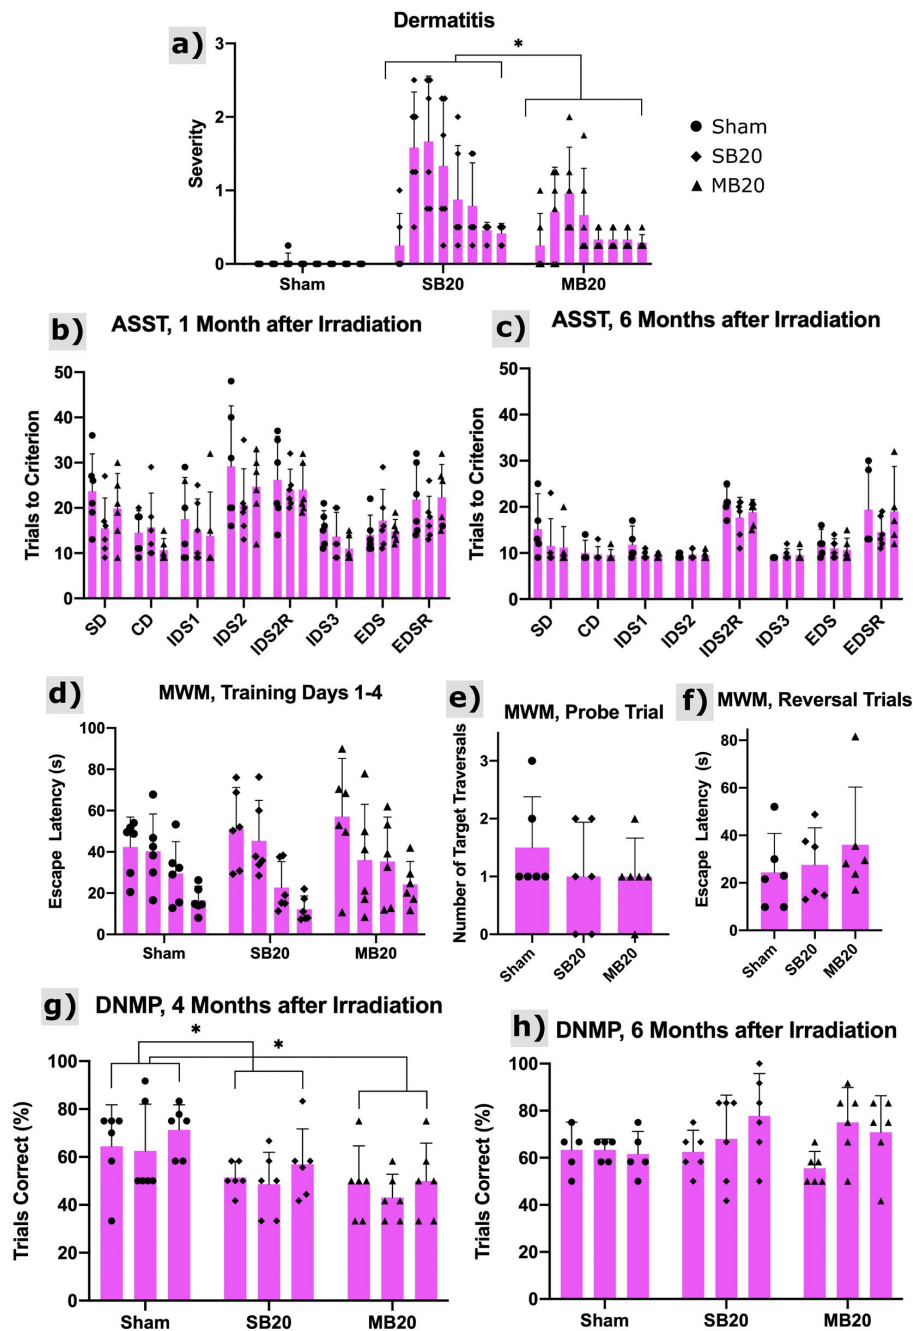 Dermatitis
a)
*
3
2
1
0
Severity
Sham
SB20
MB20
Sham
SB20
MB20
b)
ASST, 1 Month after Irradiation
50
40
30
20
10
0
Trials to Criterion
SD
CD
IDS1
IDS2
IDS2R
IDS3
EDS
EDSR
c)
ASST, 6 Months after Irradiation
50
40
30
20
10
0
Trials to Criterion
SD
CD
IDS1
IDS2
IDS2R
IDS3
EDS
EDSR
d)
MWM, Training Days 1-4
100
80
60
40
20
0
Escape Latency (s)
Sham
SB20
MB20
e)
MWM, Probe Trial
3
2
1
0
Number of Target Traversals
Sham
SB20
MB20
f)
MWM, Reversal Trials
80
60
40
20
0
Escape Latency (s)
Sham
SB20
MB20
g)
DNMP, 4 Months after Irradiation
*
*
100
80
60
40
20
0
Trials Correct (%)
Sham
SB20
MB20
h)
DNMP, 6 Months after Irradiation
100
80
60
40
20
0
Trials Correct (%)
Sham
SB20
MB20